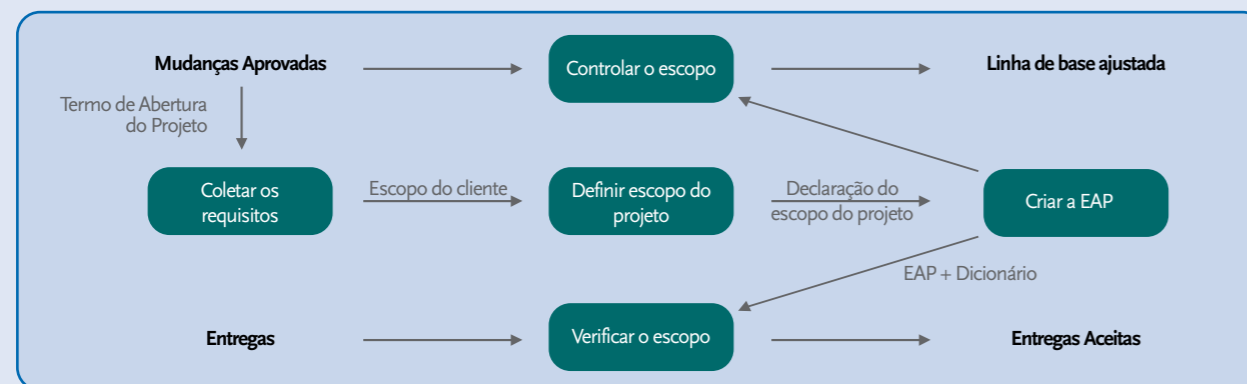 Mudanças Aprovadas
Controlar o escopo
Linha de base ajustada
Termo de Abertura
do Projeto
Coletar os
requisitos
Escopo do cliente
Definir escopo do
projeto
Declaração do
escopo do projeto
Criar a EAP
EAP + Dicionário
Entregas
Verificar o escopo
Entregas Aceitas